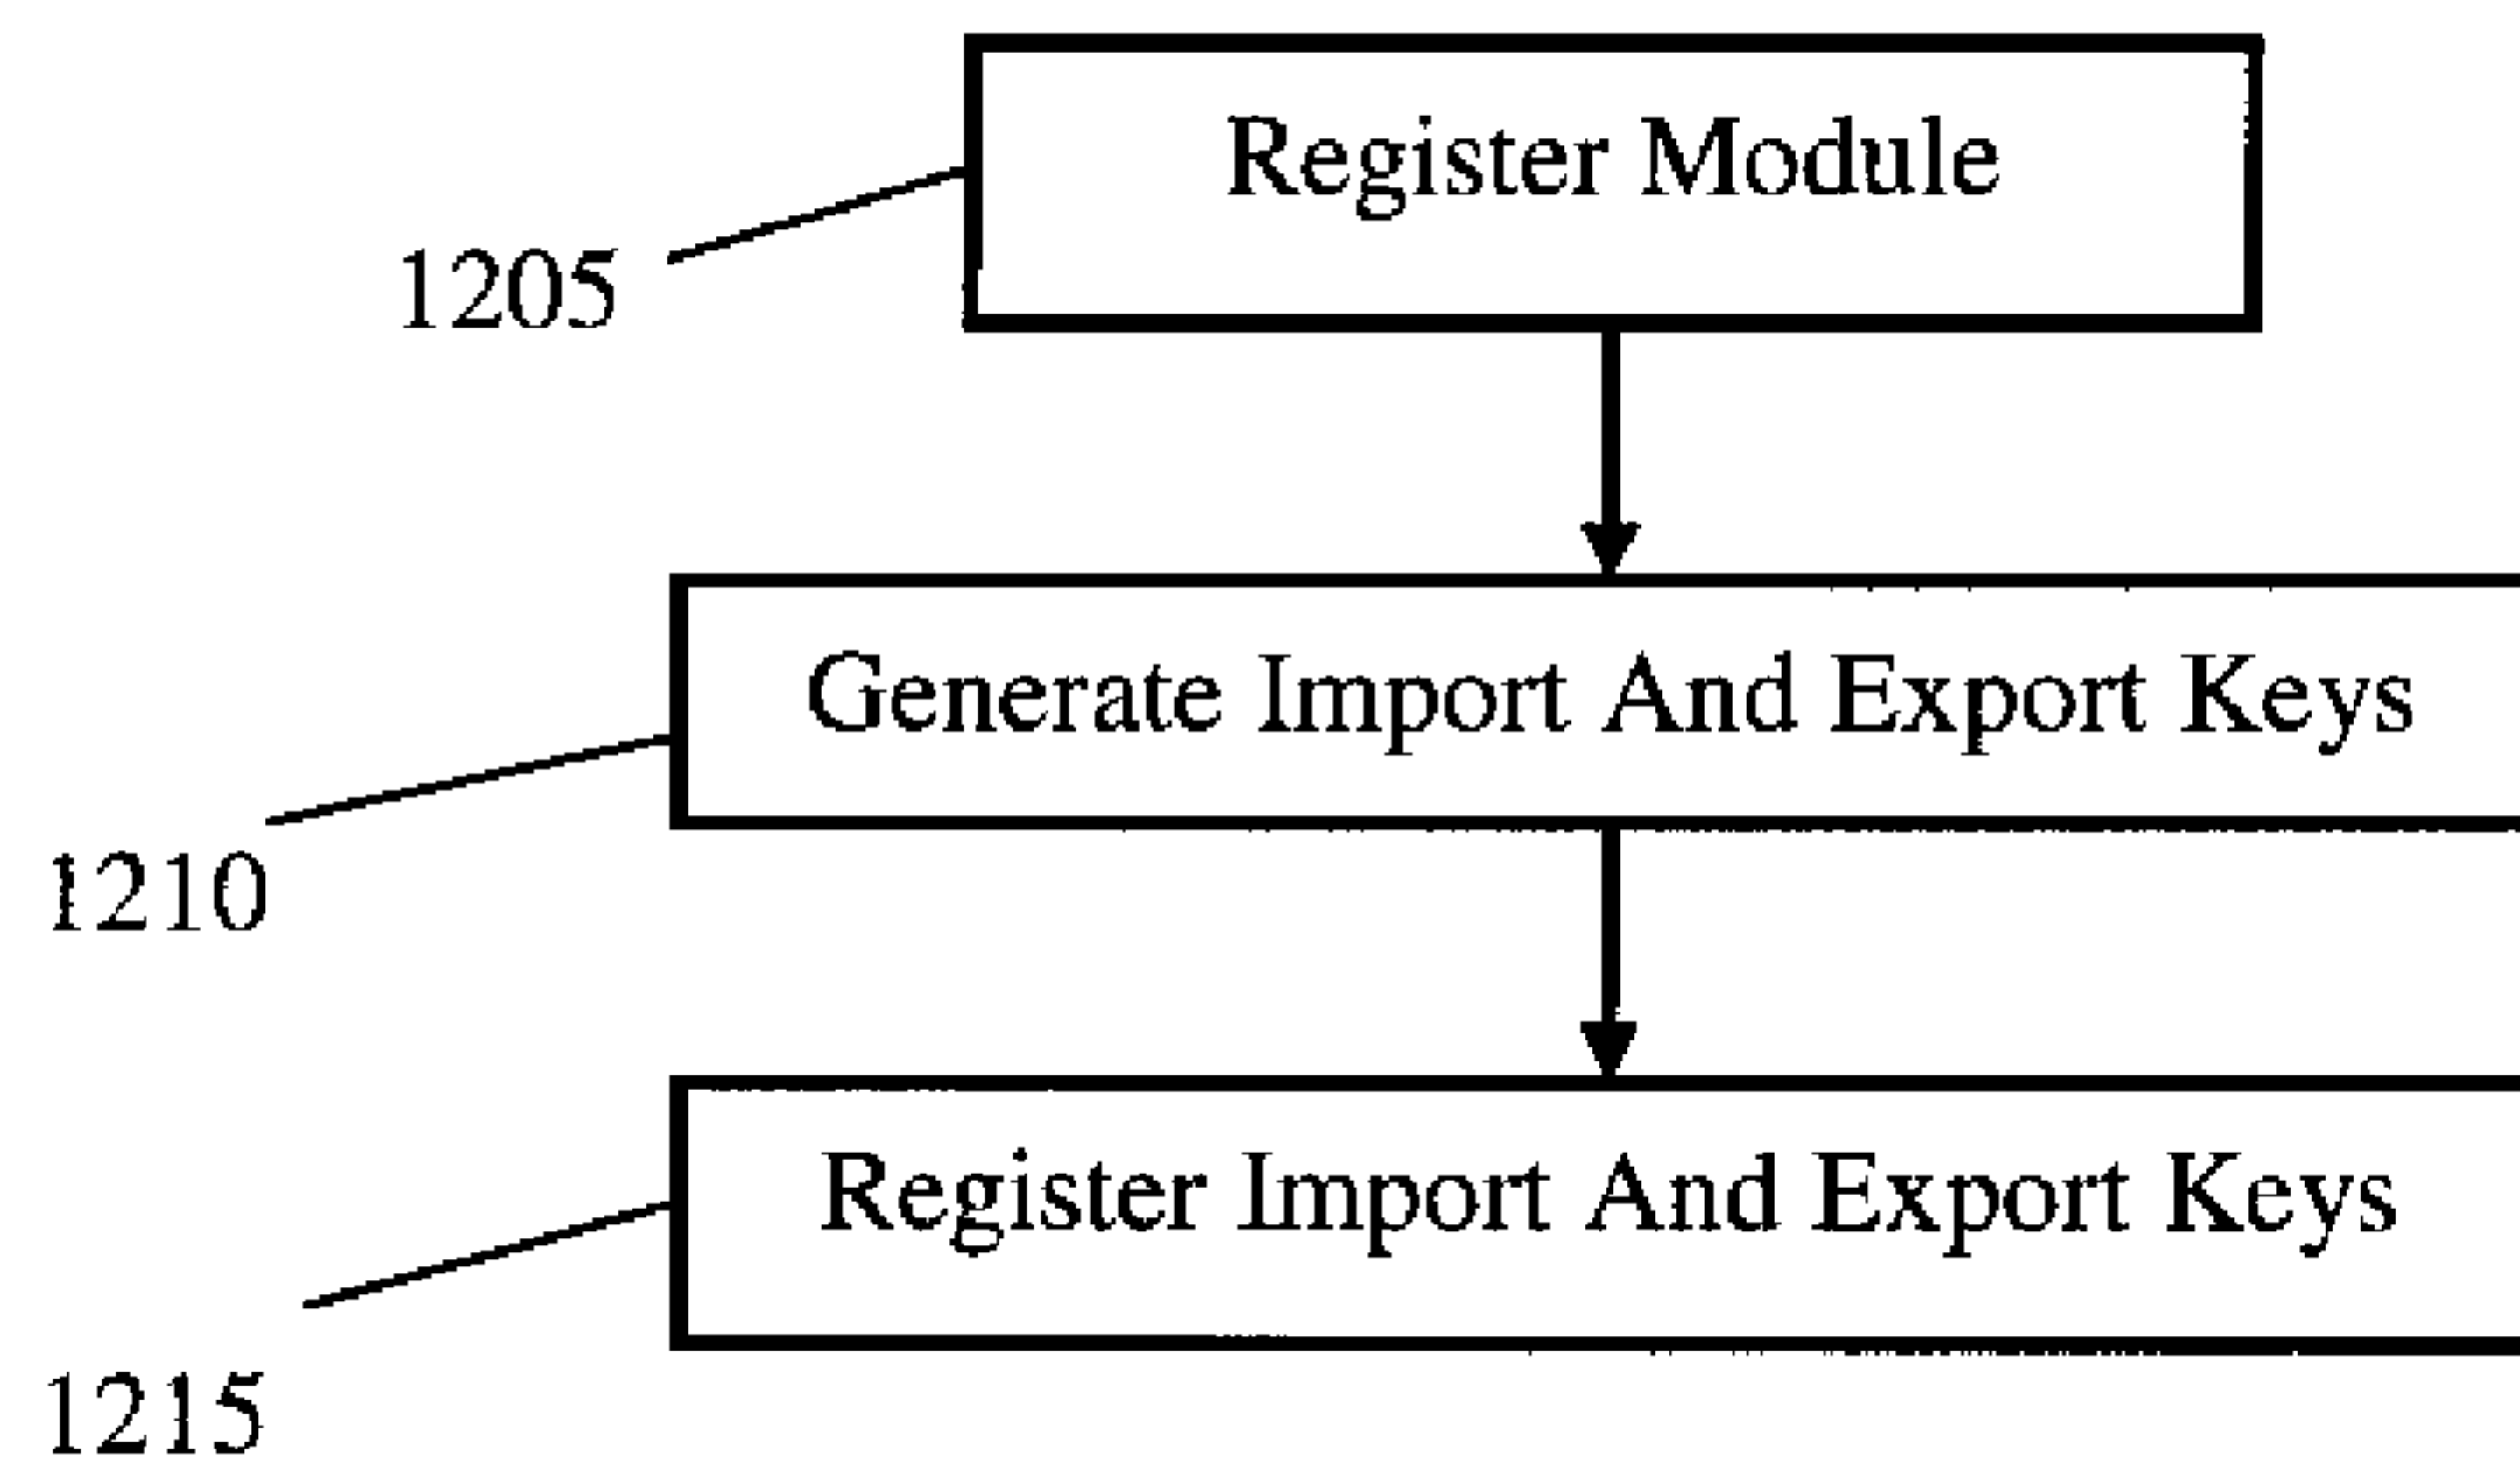 Register Module
1205
Generate Import And Export Keys
1210
Register Import And Export Keys
1215